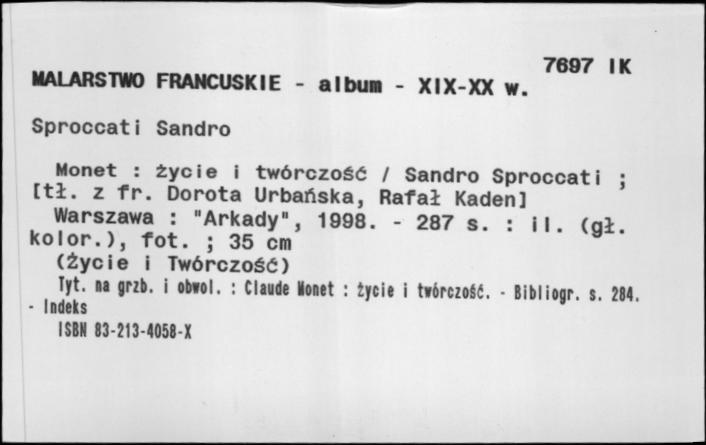 7697 IK
MALARSTWO FRANCUSKIE - album - XIX-XX w.
Sproccati Sandro
Monet : życie i twórczość / Sandro Sproccati ;
[tł. z fr. Dorota Urbańska, Rafał Kaden]
Warszawa : "Arkady", 1998. - 287 s. : il. (gł.
kolor.), fot. ; 35 cm
(Życie i Twórczość)
Tyt. na grzb. i obwol. : Claude Monet : życie i twórczość. - Bibliogr. s. 284.
- Indeks
ISBN 83-213-4058-X